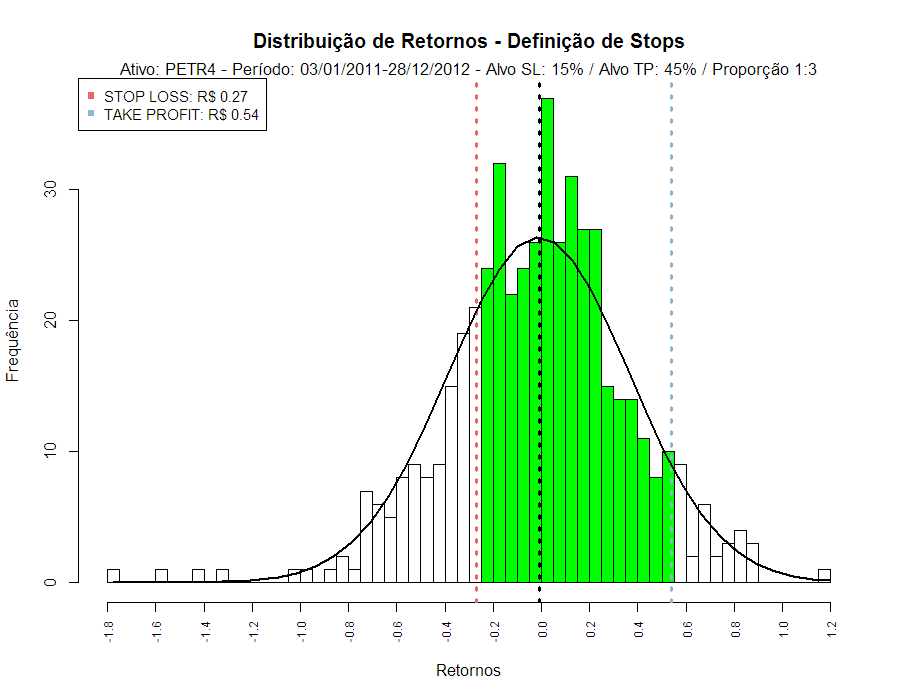 Distribuição de Retornos - Definição de Stops
Ativo: PETR4 - Período: 03/01/2011-28/12/2012 - Alvo SL: 15% / Alvo TP: 45% / Proporção 1:3
STOP LOSS: R$ 0.27
TAKE PROFIT: R$ 0.54
Frequência
30
20
10
0
-1.8 -1.6 -1.4 -1.2 -1.0 -0.8 -0.6 -0.4 -0.2 0.0 0.2 0.4 0.6 0.8 1.0 1.2
Retornos